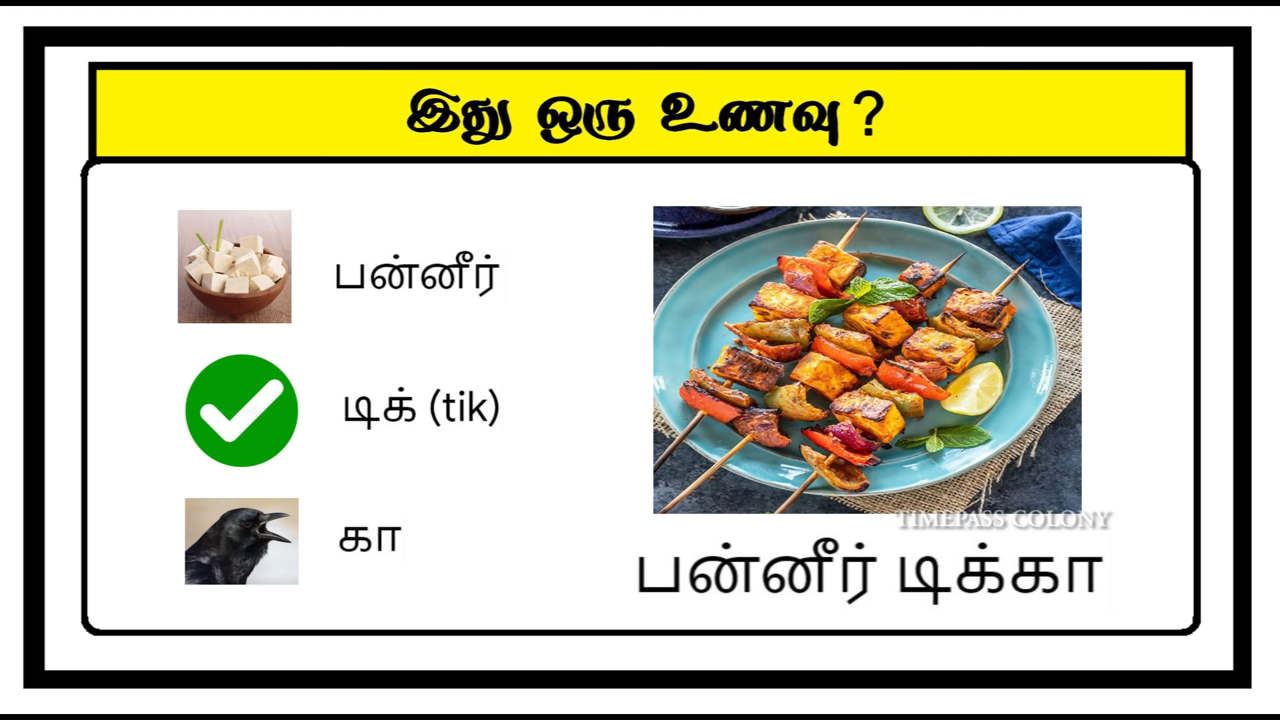 இது ஒரு உணவு ?
பன்னீர்
டிக் (tik)
கா
TIMEPASS COLONY
பன்னீர் டிக்கா